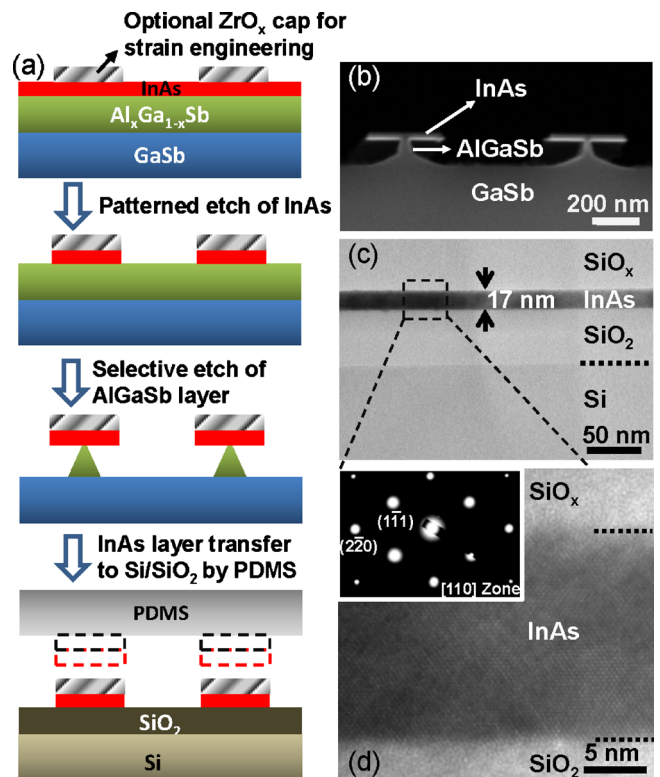 Optional ZrOₓ cap for
strain engineering
(a)
InAs
AlₓGa₁₋ₓSb
GaSb
Patterned etch of InAs
Selective etch of
AlGaSb layer
InAs layer transfer
to Si/SiO₂ by PDMS
PDMS
SiO₂
Si
(b)
InAs
AlGaSb
GaSb
200 nm
(c)
SiOₓ
17 nm
InAs
SiO₂
Si
50 nm
SiOₓ
(11̄1)
(22̄0)
[110] Zone
InAs
(d)
SiO₂
5 nm